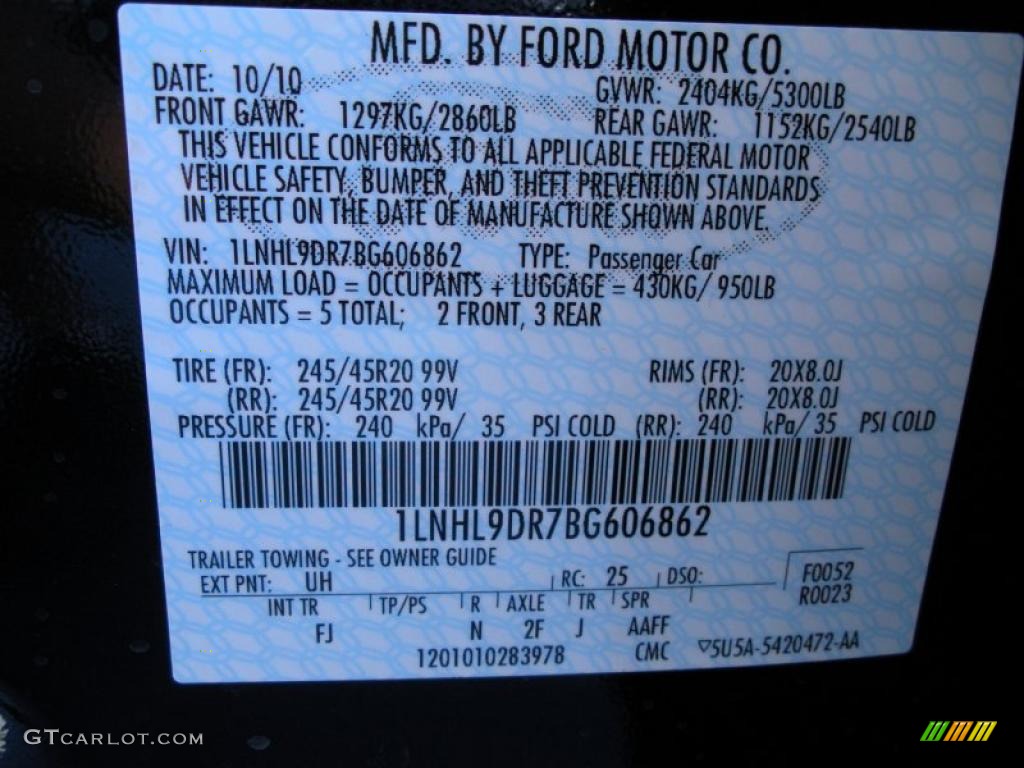 MFD. BY FORD MOTOR CO.
DATE: 10/10 GVWR: 2404KG/5300LB
FRONT GAWR: 1297KG/2860LB REAR GAWR: 1152KG/2540LB
THIS VEHICLE CONFORMS TO ALL APPLICABLE FEDERAL MOTOR
VEHICLE SAFETY, BUMPER, AND THEFT PREVENTION STANDARDS
IN EFFECT ON THE DATE OF MANUFACTURE SHOWN ABOVE.
VIN: 1LNHL9DR7BG606862 TYPE: Passenger Car
MAXIMUM LOAD = OCCUPANTS + LUGGAGE = 430KG/ 950LB
OCCUPANTS = 5 TOTAL; 2 FRONT, 3 REAR
TIRE (FR): 245/45R20 99V RIMS (FR): 20X8.0J
(RR): 245/45R20 99V (RR): 20X8.0J
PRESSURE (FR): 240 kPa/ 35 PSI COLD (RR): 240 kPa/ 35 PSI COLD
1LNHL9DR7BG606862
TRAILER TOWING - SEE OWNER GUIDE
EXT PNT: UH RC: 25 DSO: F0052
INT TR TP/PS R AXLE TR SPR R0023
FJ N 2F J AAFF
1201010283978 CMC ▽5U5A-5420472-AA
GTCARLOT.COM